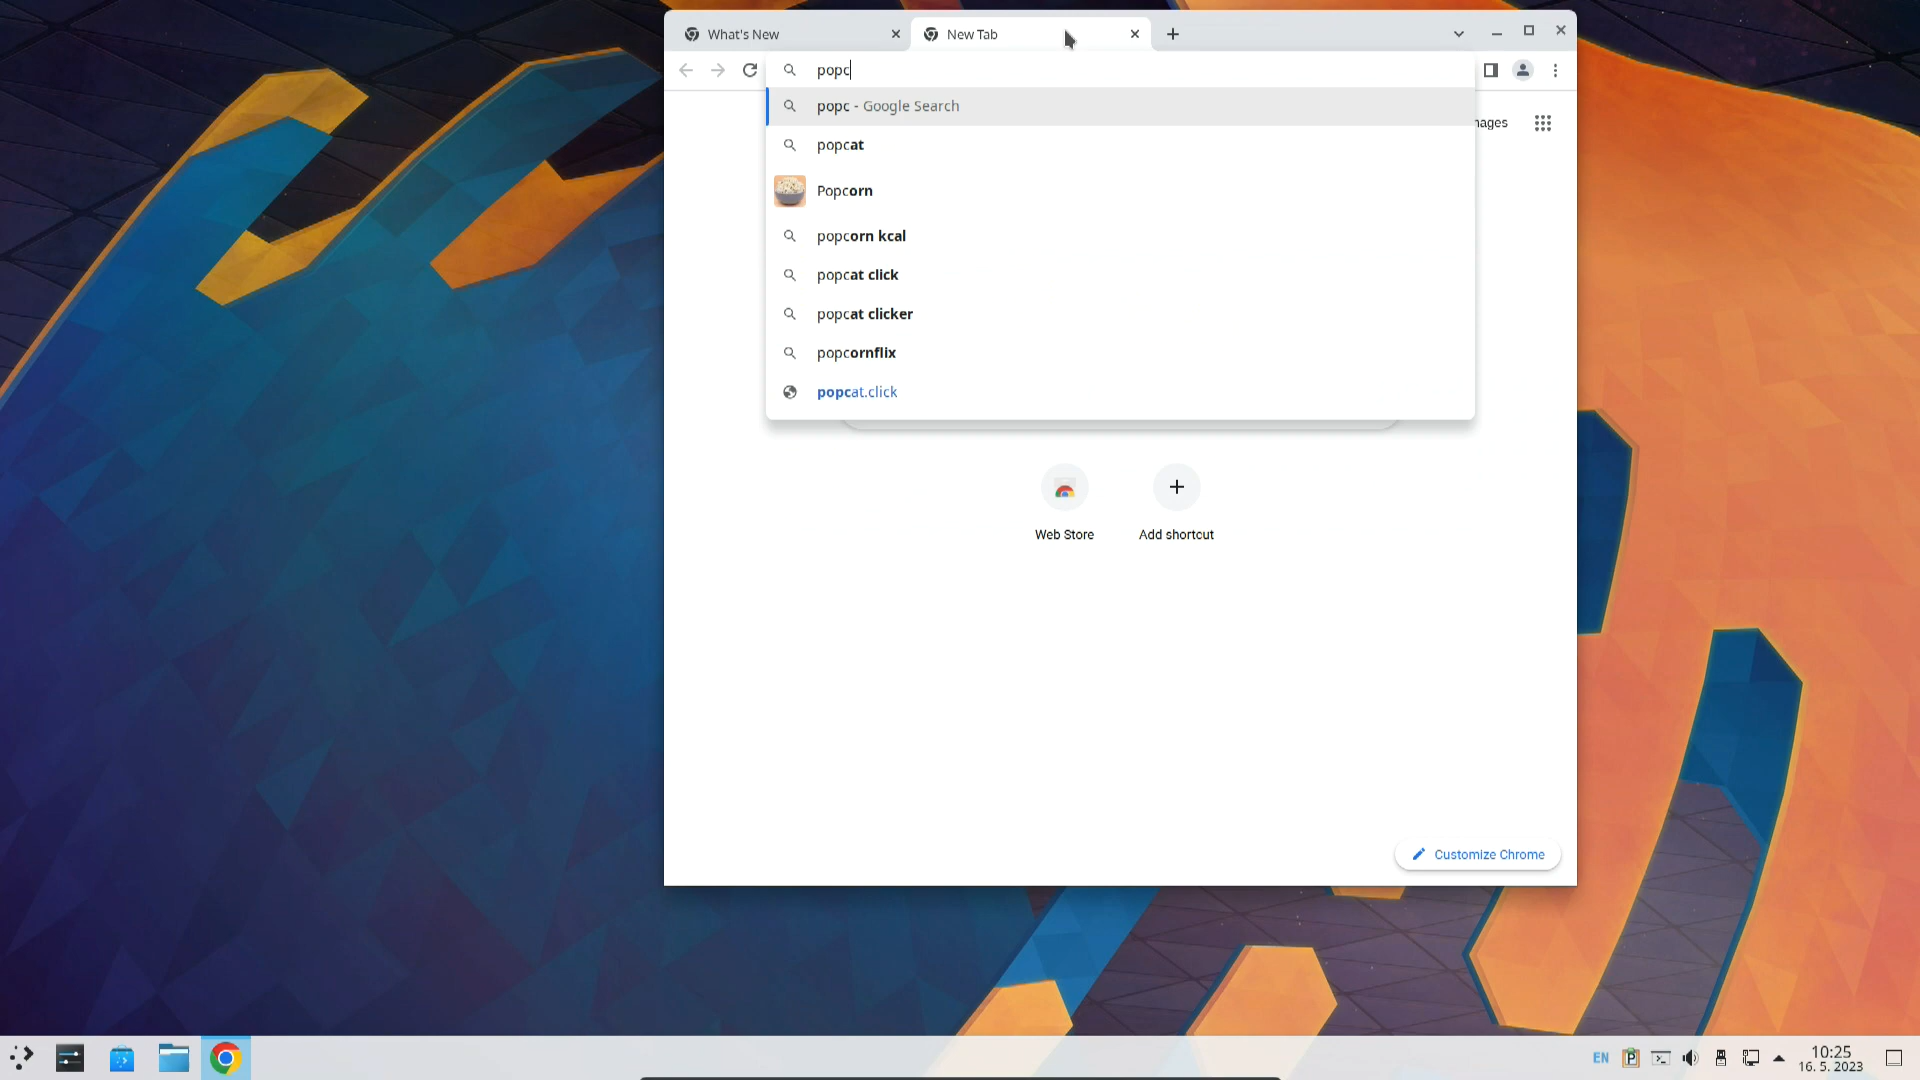 What's New
New Tab
popc
popc - Google Search
popcat
Popcorn
popcorn kcal
popcat click
popcat clicker
popcornflix
popcat.click
Web Store
Add shortcut
Customize Chrome
EN
10:25
16. 5. 2023